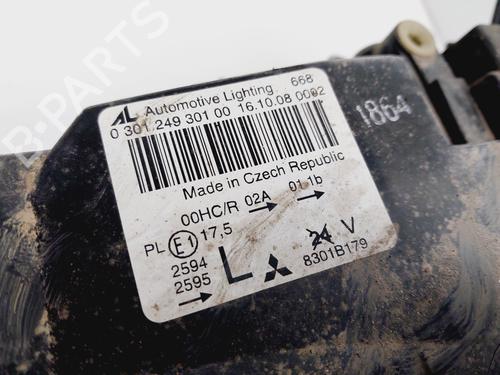 AL Automotive Lighting 668
0 301 249 301 00 16.10.08 0092
1864
Made in Czech Republic
00HC/R 02A 01 1b
PL E1 17,5
2594
2595
L
24 V
8301B179
B-PARTS